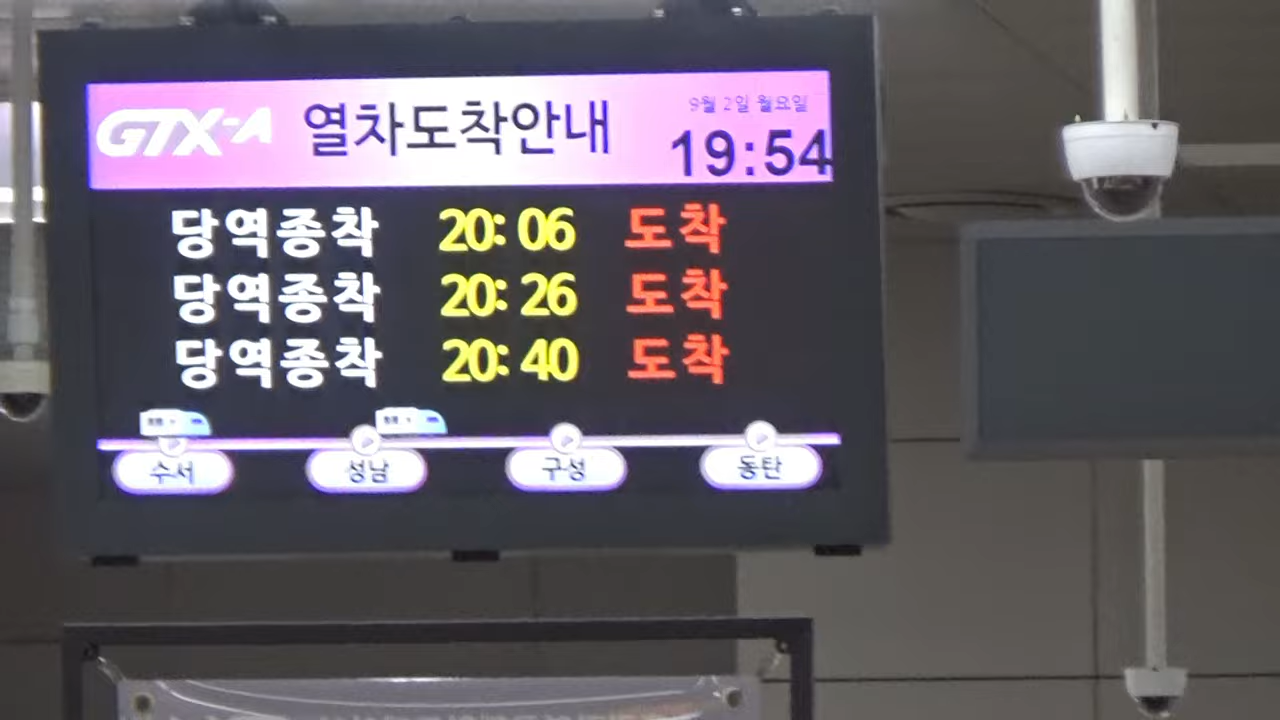 GTX-A 열차도착안내
9월 2일 월요일
19:54
당역종착 20:06 도착
당역종착 20:26 도착
당역종착 20:40 도착
수서 성남 구성 동탄